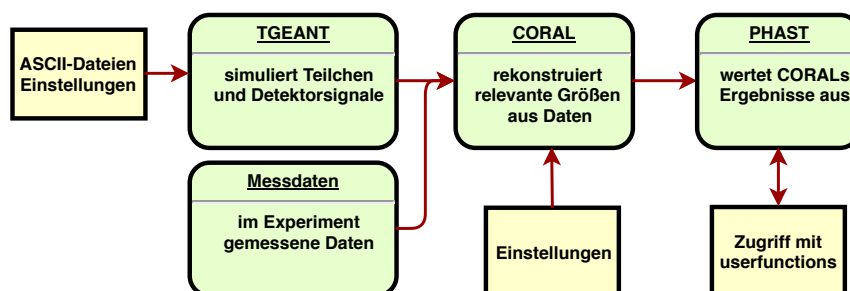 ASCII-Dateien
Einstellungen
TGEANT
simuliert Teilchen
und Detektorsignale
Messdaten
im Experiment
gemessene Daten
CORAL
rekonstruiert
relevante Größen
aus Daten
Einstellungen
PHAST
wertet CORALs
Ergebnisse aus
Zugriff mit
userfunctions